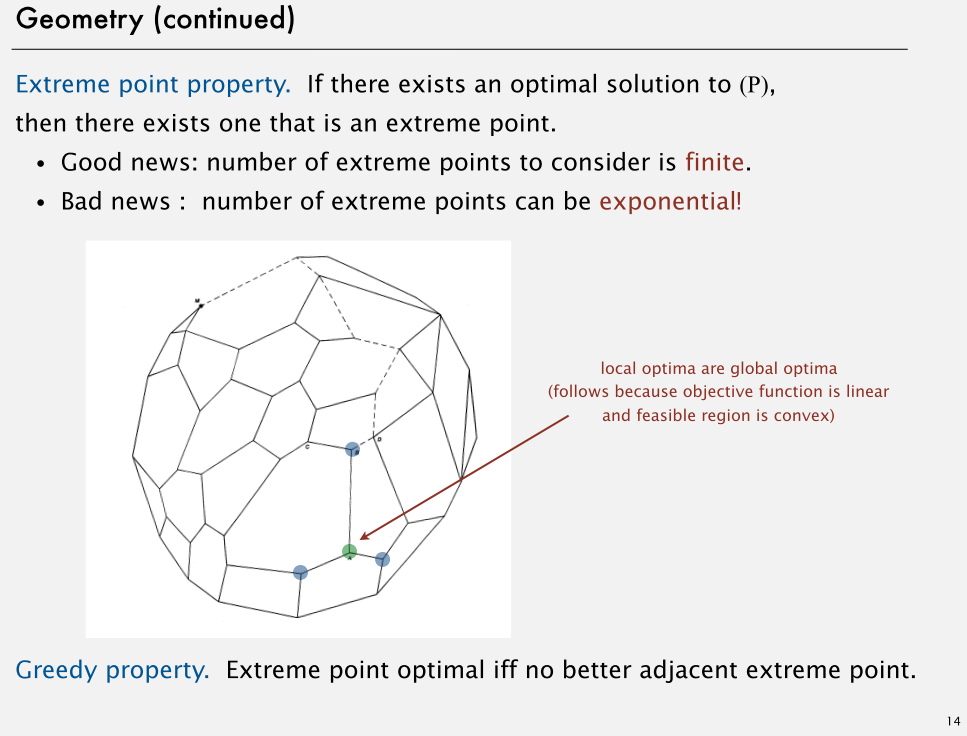 Geometry (continued)
Extreme point property. If there exists an optimal solution to (P),
then there exists one that is an extreme point.
• Good news: number of extreme points to consider is finite.
• Bad news : number of extreme points can be exponential!
M
local optima are global optima
(follows because objective function is linear
and feasible region is convex)
D
C
B
A
Greedy property. Extreme point optimal iff no better adjacent extreme point.
14